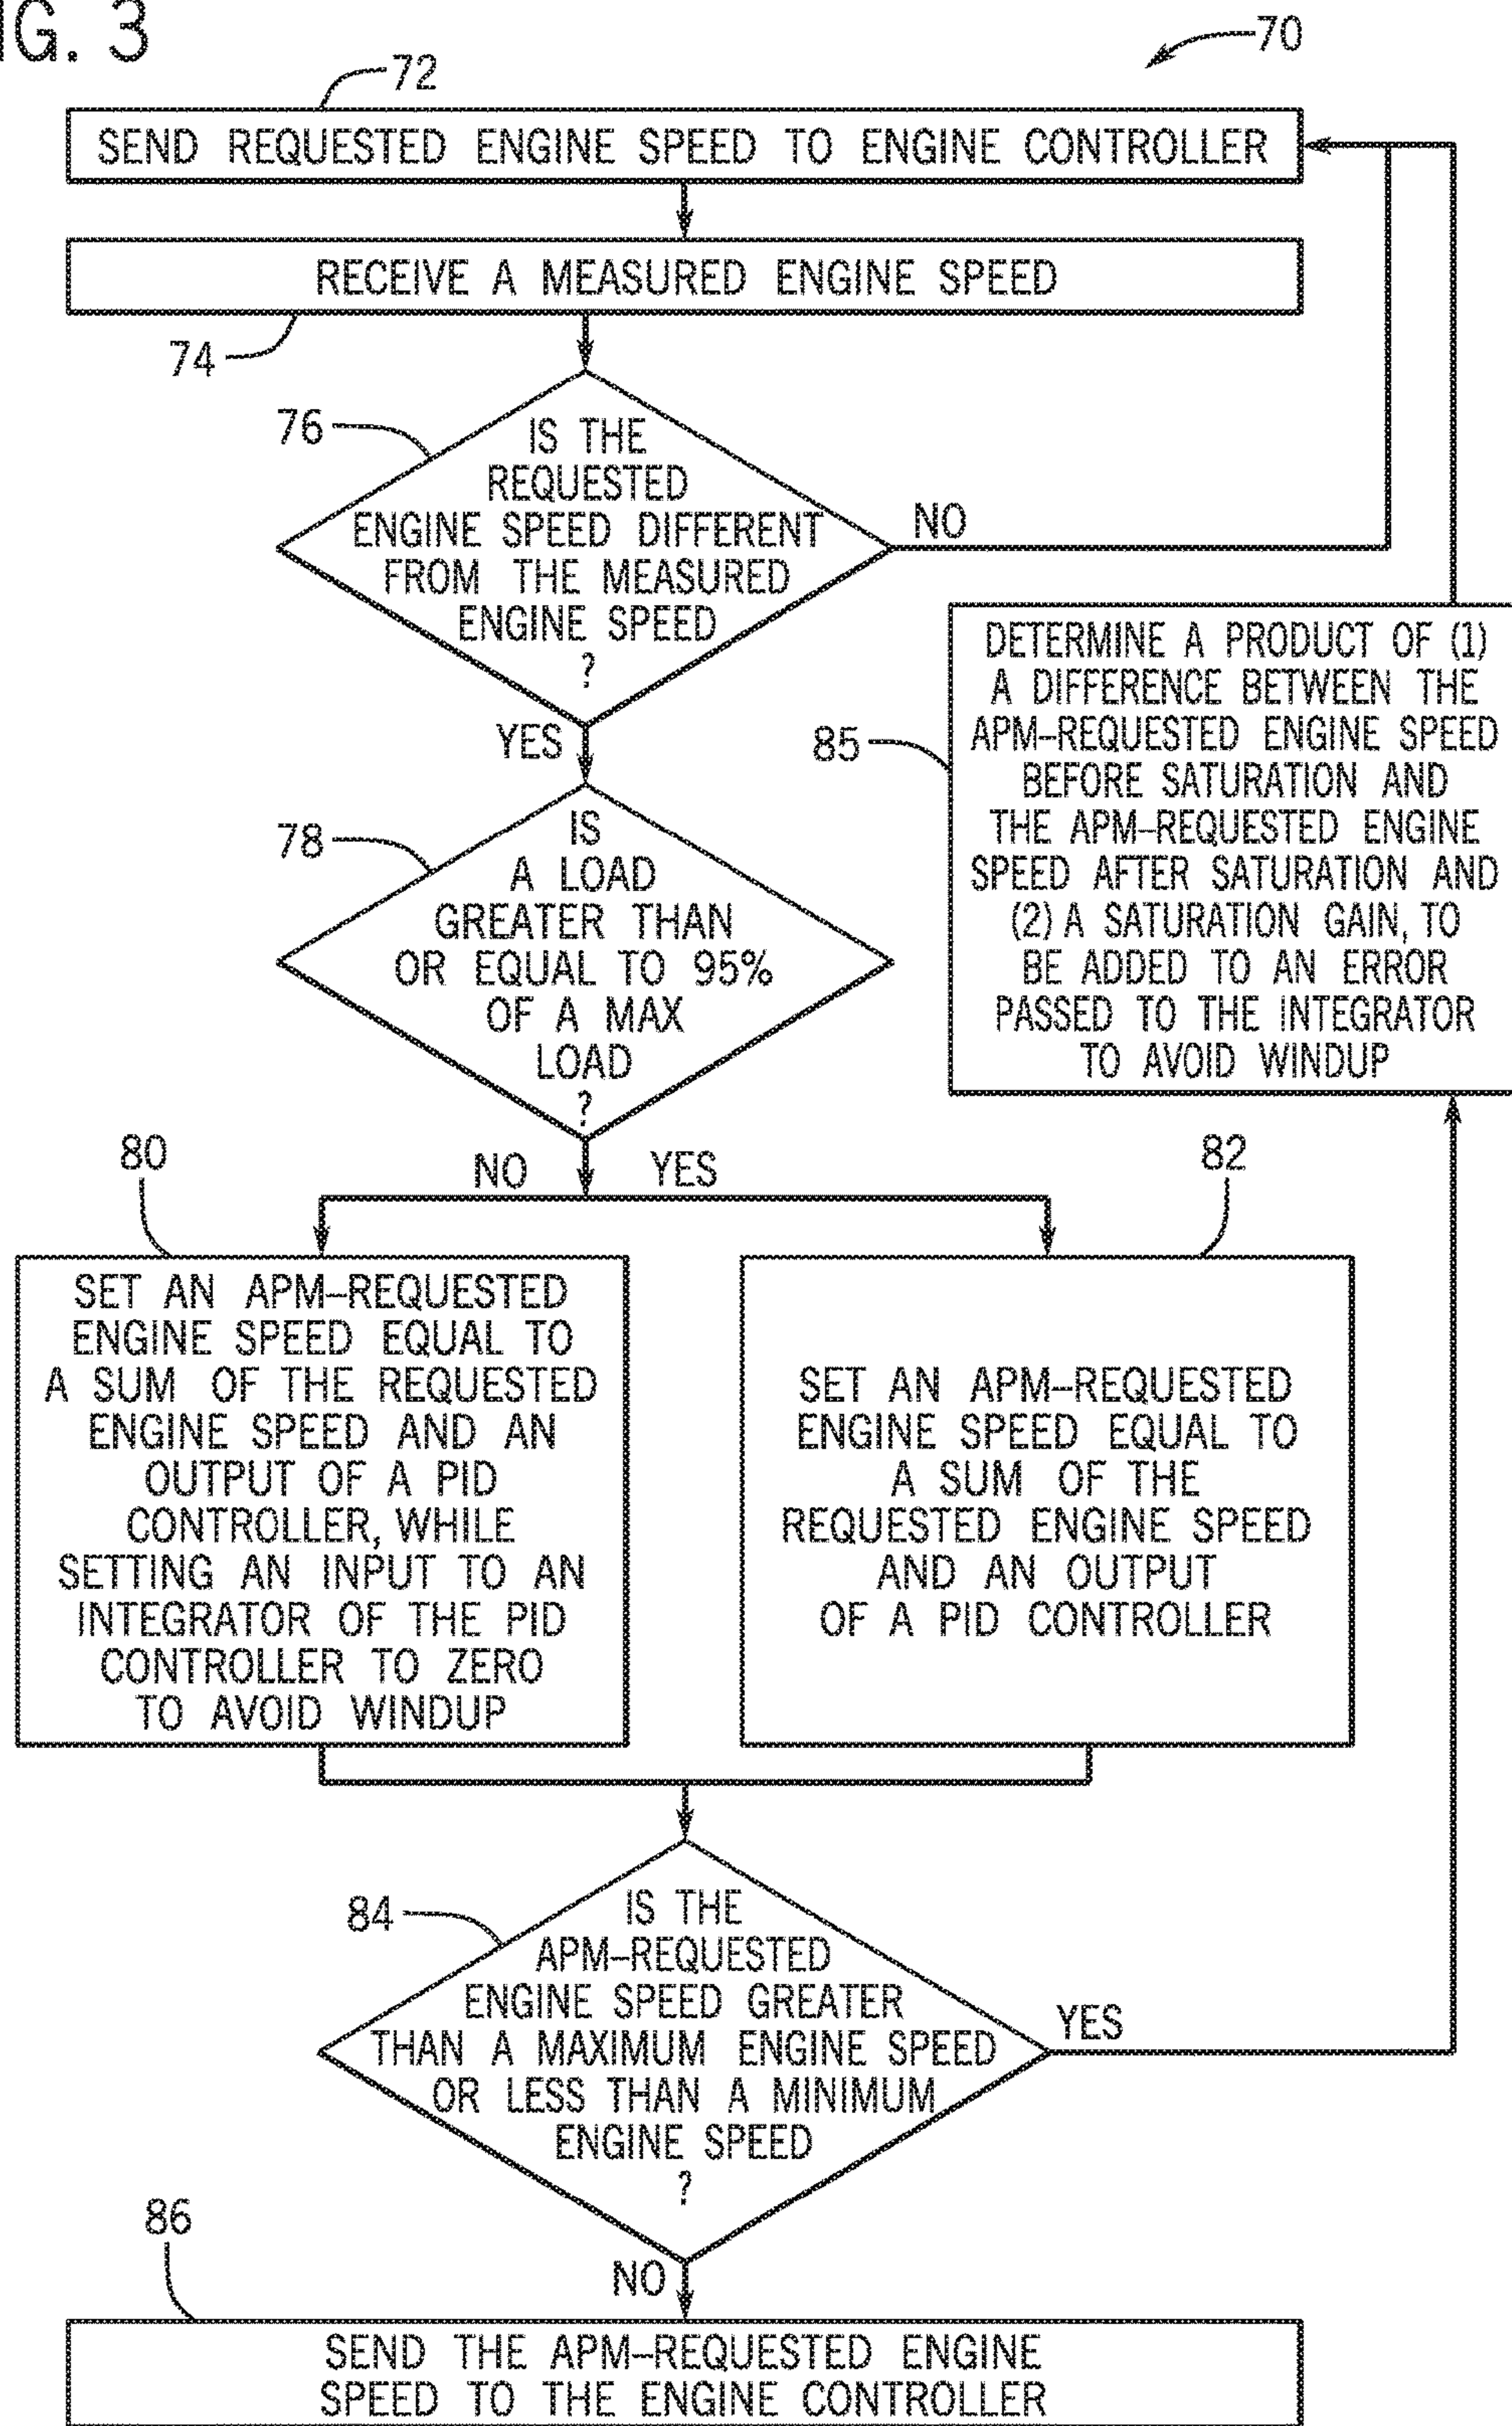 IG. 3
70
72
SEND REQUESTED ENGINE SPEED TO ENGINE CONTROLLER
RECEIVE A MEASURED ENGINE SPEED
74
76
IS THE
REQUESTED
ENGINE SPEED DIFFERENT
FROM THE MEASURED
ENGINE SPEED
?
NO
YES
78
IS
A LOAD
GREATER THAN
OR EQUAL TO 95%
OF A MAX
LOAD
?
85
DETERMINE A PRODUCT OF (1)
A DIFFERENCE BETWEEN THE
APM–REQUESTED ENGINE SPEED
BEFORE SATURATION AND
THE APM–REQUESTED ENGINE
SPEED AFTER SATURATION AND
(2) A SATURATION GAIN, TO
BE ADDED TO AN ERROR
PASSED TO THE INTEGRATOR
TO AVOID WINDUP
NO
YES
80
SET AN APM–REQUESTED
ENGINE SPEED EQUAL TO
A SUM OF THE REQUESTED
ENGINE SPEED AND AN
OUTPUT OF A PID
CONTROLLER, WHILE
SETTING AN INPUT TO AN
INTEGRATOR OF THE PID
CONTROLLER TO ZERO
TO AVOID WINDUP
82
SET AN APM–REQUESTED
ENGINE SPEED EQUAL TO
A SUM OF THE
REQUESTED ENGINE SPEED
AND AN OUTPUT
OF A PID CONTROLLER
84
IS THE
APM–REQUESTED
ENGINE SPEED GREATER
THAN A MAXIMUM ENGINE SPEED
OR LESS THAN A MINIMUM
ENGINE SPEED
?
YES
NO
86
SEND THE APM–REQUESTED ENGINE
SPEED TO THE ENGINE CONTROLLER